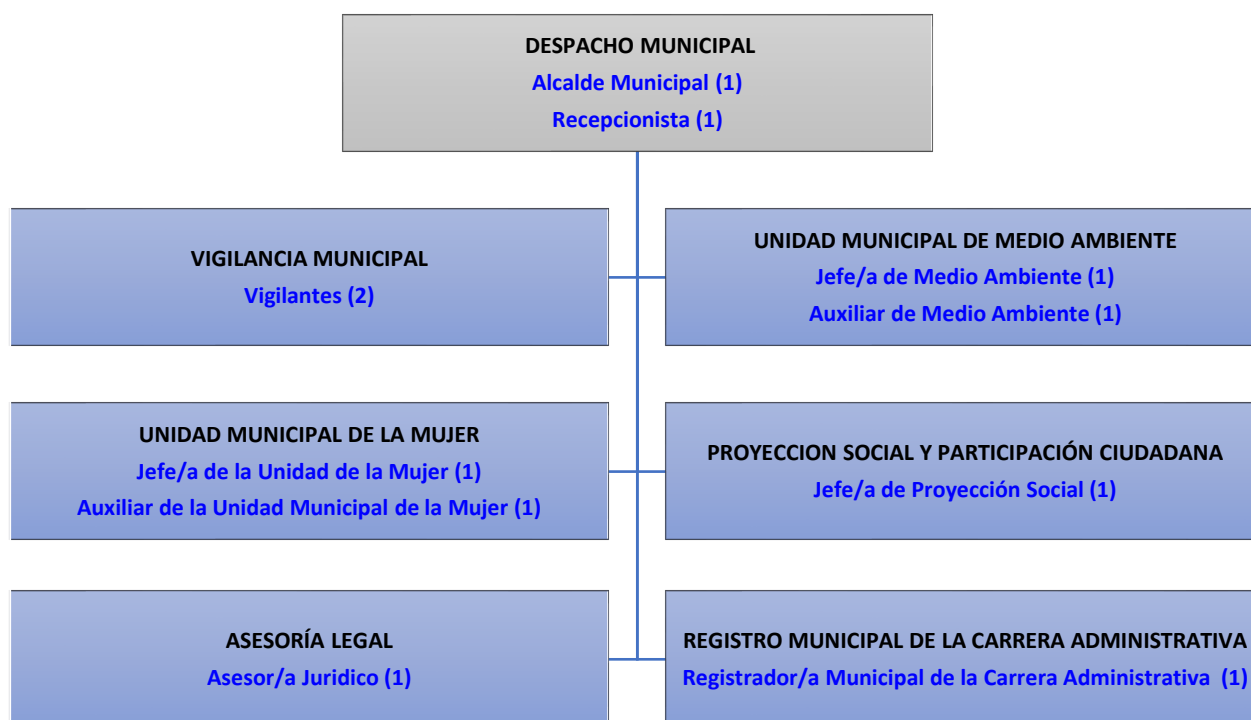 DESPACHO MUNICIPAL
Alcalde Municipal (1)
Recepcionista (1)
VIGILANCIA MUNICIPAL
Vigilantes (2)
UNIDAD MUNICIPAL DE MEDIO AMBIENTE
Jefe/a de Medio Ambiente (1)
Auxiliar de Medio Ambiente (1)
UNIDAD MUNICIPAL DE LA MUJER
Jefe/a de la Unidad de la Mujer (1)
Auxiliar de la Unidad Municipal de la Mujer (1)
PROYECCION SOCIAL Y PARTICIPACIÓN CIUDADANA
Jefe/a de Proyección Social (1)
ASESORÍA LEGAL
Asesor/a Juridico (1)
REGISTRO MUNICIPAL DE LA CARRERA ADMINISTRATIVA
Registrador/a Municipal de la Carrera Administrativa (1)